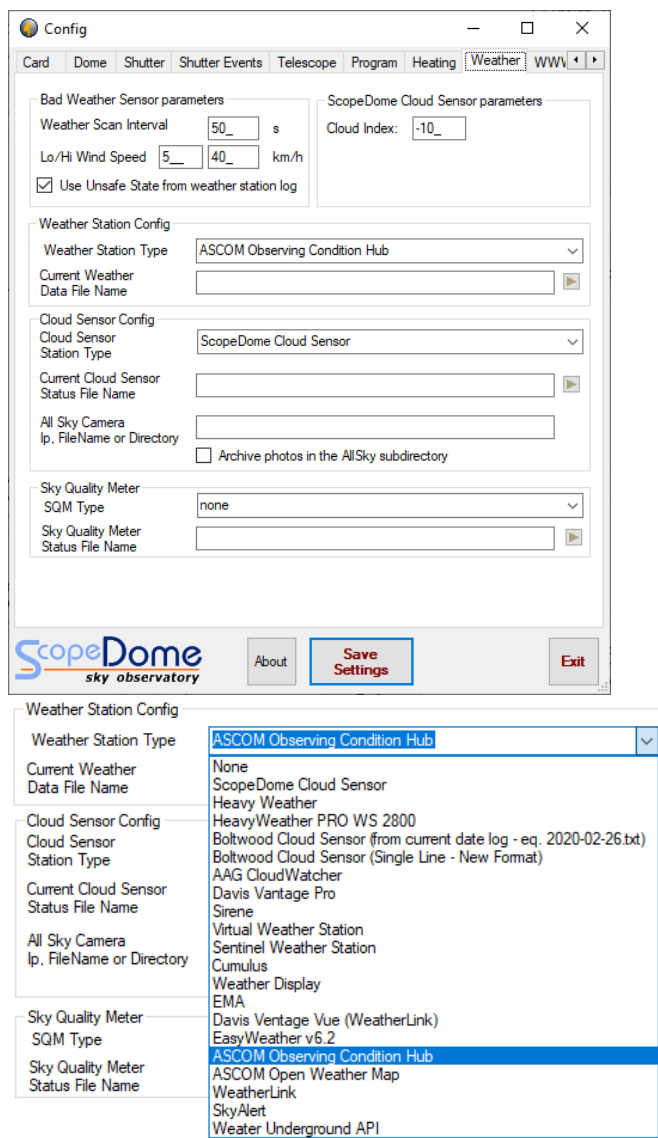 Config
Card Dome Shutter Shutter Events Telescope Program Heating Weather WWW
Bad Weather Sensor parameters
Weather Scan Interval 50_ s
Lo/Hi Wind Speed 5__ 40_ km/h
Use Unsafe State from weather station log
ScopeDome Cloud Sensor parameters
Cloud Index: -10_
Weather Station Config
Weather Station Type ASCOM Observing Condition Hub
Current Weather
Data File Name
Cloud Sensor Config
Cloud Sensor
Station Type
ScopeDome Cloud Sensor
Current Cloud Sensor
Status File Name
All Sky Camera
Ip, FileName or Directory
Archive photos in the AllSky subdirectory
Sky Quality Meter
SQM Type none
Sky Quality Meter
Status File Name
ScopeDome
sky observatory
About
Save
Settings
Exit
Weather Station Config
Weather Station Type ASCOM Observing Condition Hub
Current Weather
Data File Name
Cloud Sensor Config
Cloud Sensor
Station Type
Current Cloud Sensor
Status File Name
All Sky Camera
Ip, FileName or Directory
Sky Quality Meter
SQM Type
Sky Quality Meter
Status File Name
None
ScopeDome Cloud Sensor
Heavy Weather
HeavyWeather PRO WS 2800
Boltwood Cloud Sensor (from current date log - eq. 2020-02-26.txt)
Boltwood Cloud Sensor (Single Line - New Format)
AAG CloudWatcher
Davis Vantage Pro
Sirene
Virtual Weather Station
Sentinel Weather Station
Cumulus
Weather Display
EMA
Davis Ventage Vue (WeatherLink)
EasyWeather v6.2
ASCOM Observing Condition Hub
ASCOM Open Weather Map
WeatherLink
SkyAlert
Weater Underground API